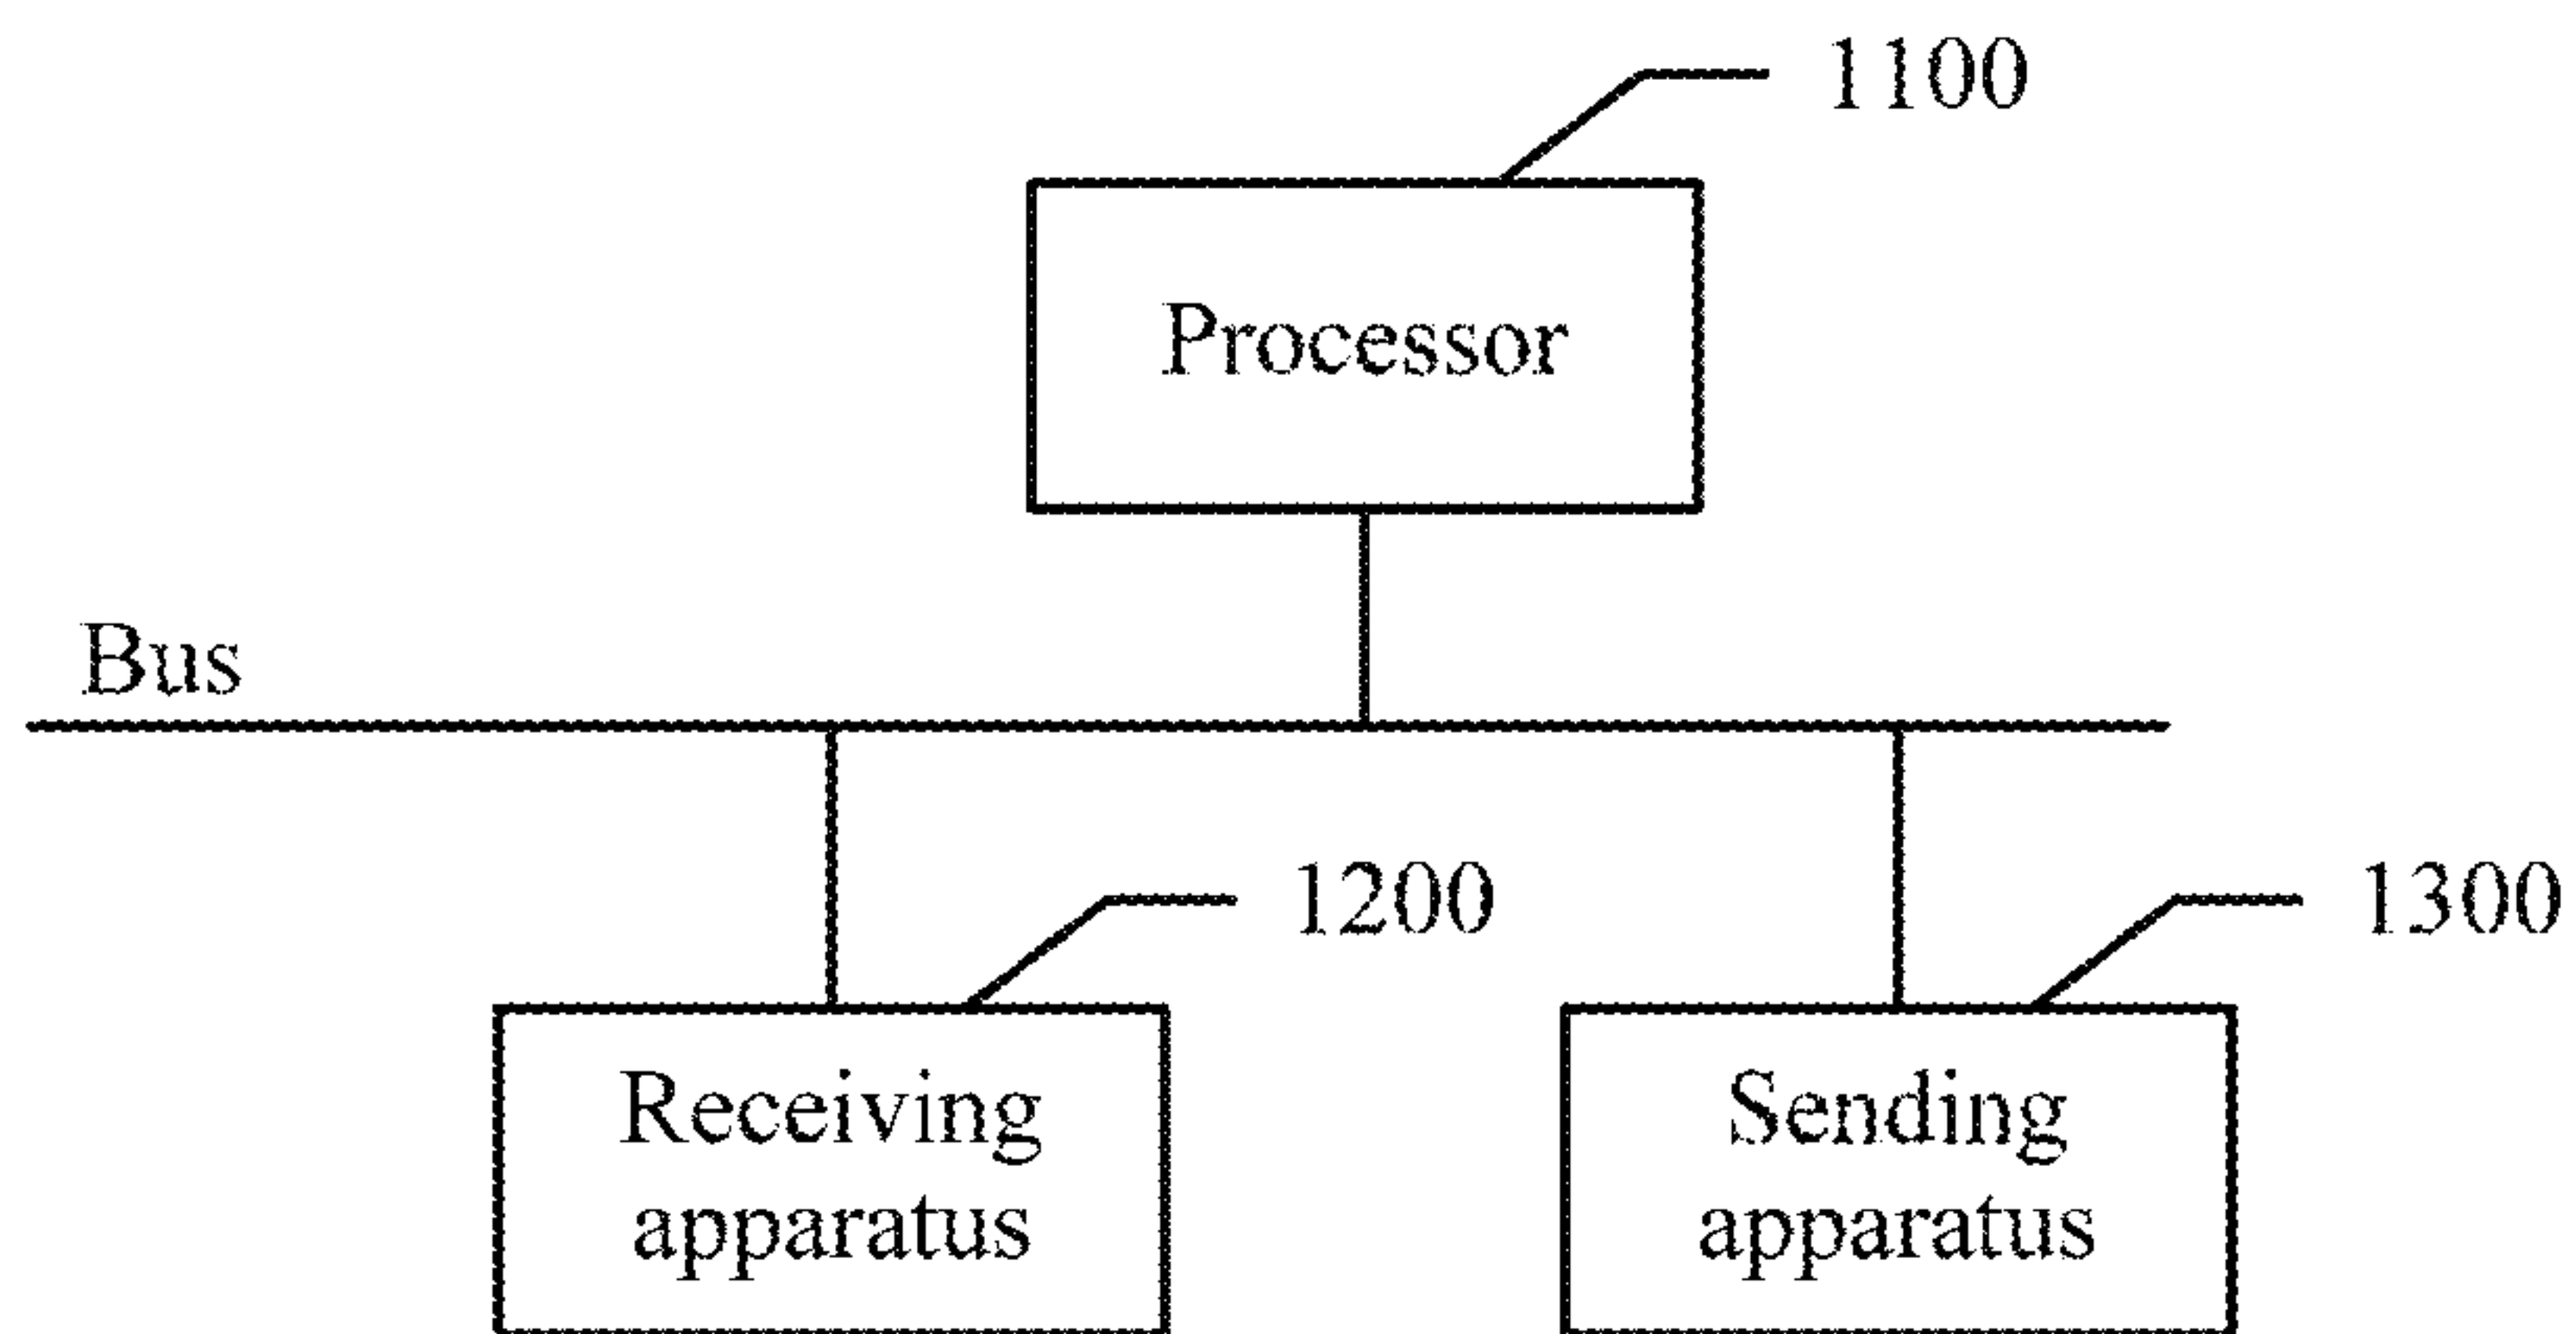 1100
Processor
Bus
1200
1300
Receiving
apparatus
Sending
apparatus